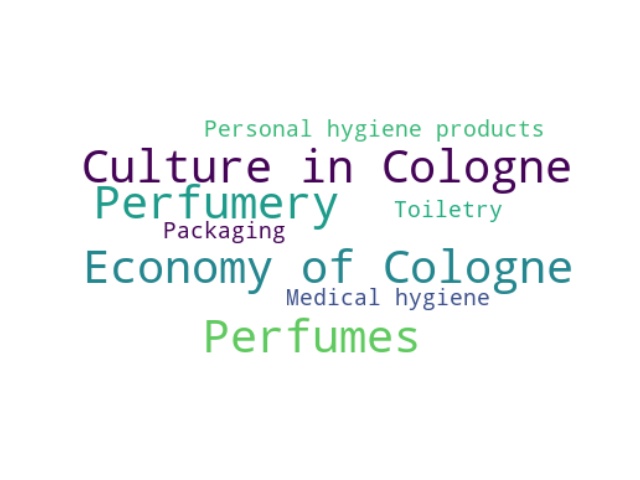 Personal hygiene products
Culture in Cologne
Perfumery
Toiletry
Packaging
Economy of Cologne
Medical hygiene
Perfumes